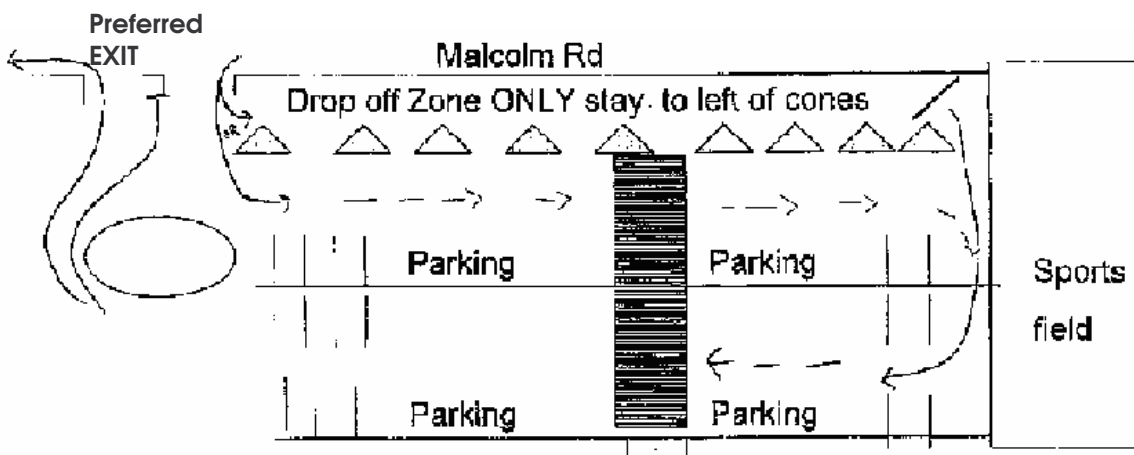 Preferred
EXIT
Malcolm Rd
Drop off Zone ONLY stay. to left of cones
Parking
Parking
Sports
field
Parking
Parking